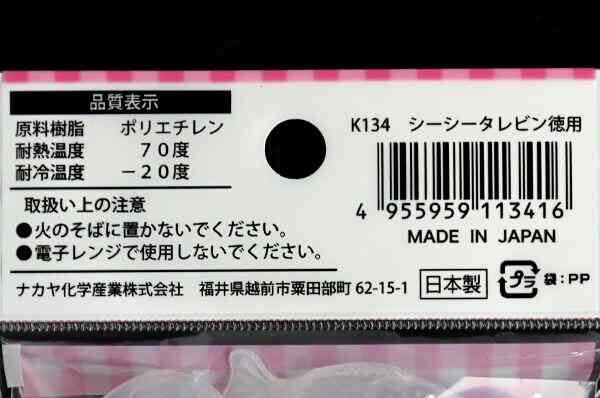 品質表示
原料樹脂 ポリエチレン
耐熱温度 70度
耐冷温度 －20度
取扱い上の注意
●火のそばに置かないでください。
●電子レンジで使用しないでください。
K134 シーシータレビン徳用
4 955959 113416
MADE IN JAPAN
ナカヤ化学産業株式会社 福井県越前市粟田部町 62-15-1
日本製
プラ 袋：PP